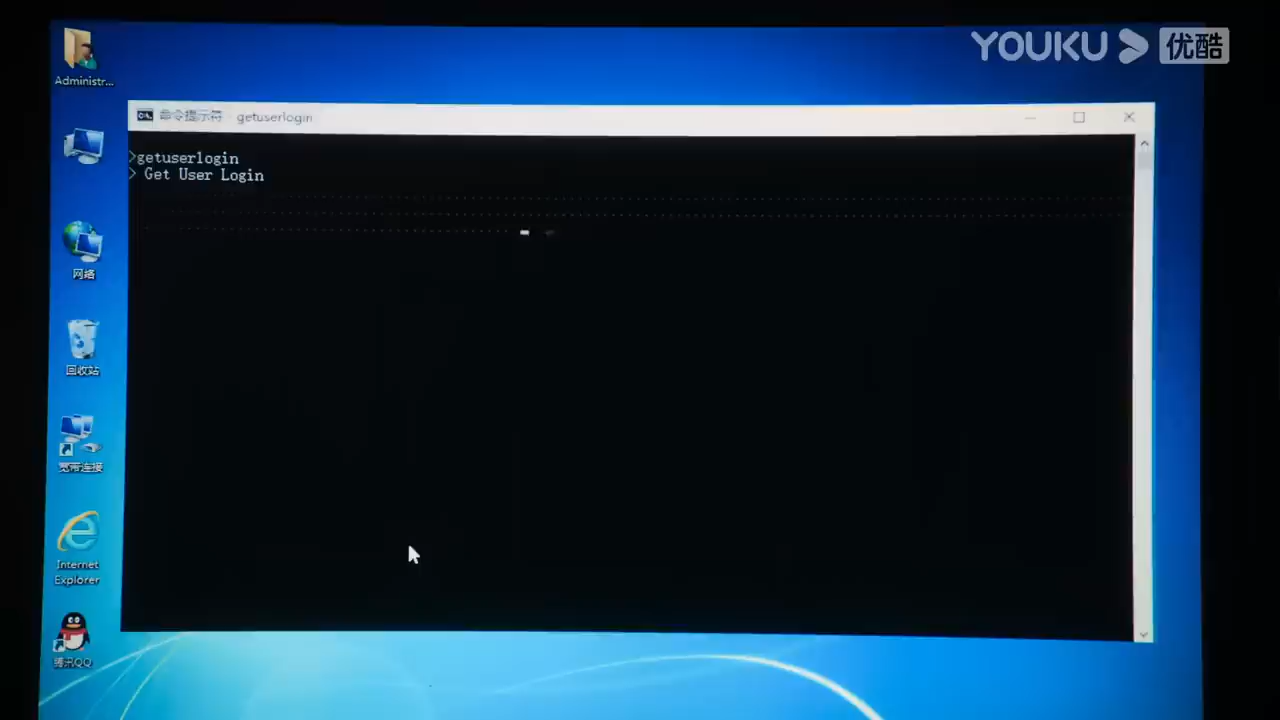 YOUKU 优酷
Administr...
命令提示符 getuserlogin
>getuserlogin
> Get User Login
网络
回收站
宽带连接
Internet
Explorer
腾讯QQ